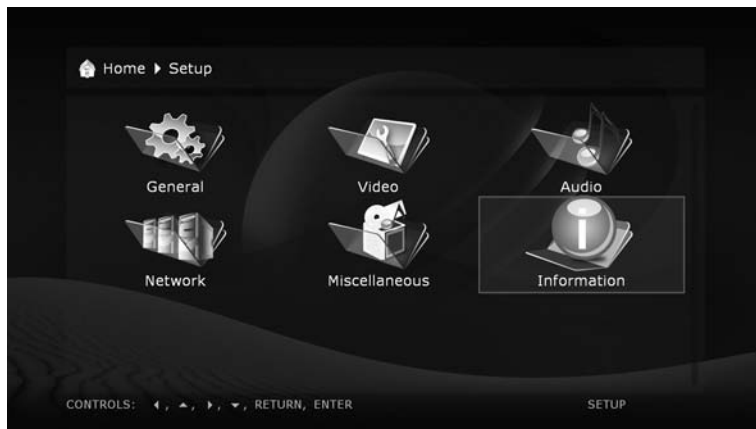 Home ▸ Setup
General Video Audio
Network Miscellaneous Information
CONTROLS: ◂, ▴, ▸, ▾, RETURN, ENTER SETUP